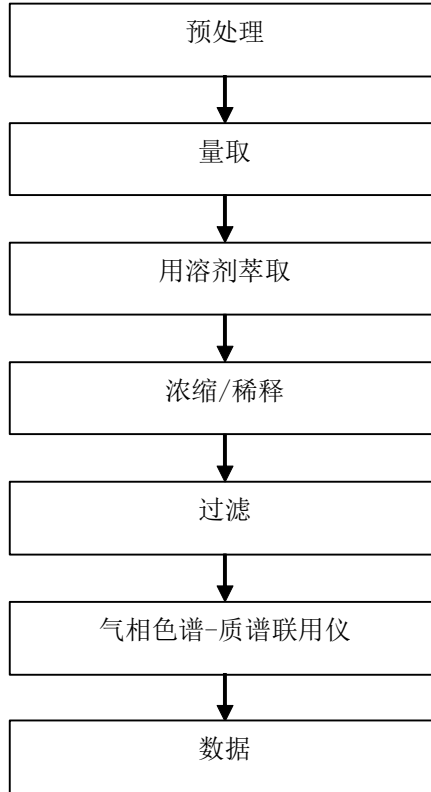 预处理
量取
用溶剂萃取
浓缩/稀释
过滤
气相色谱-质谱联用仪
数据